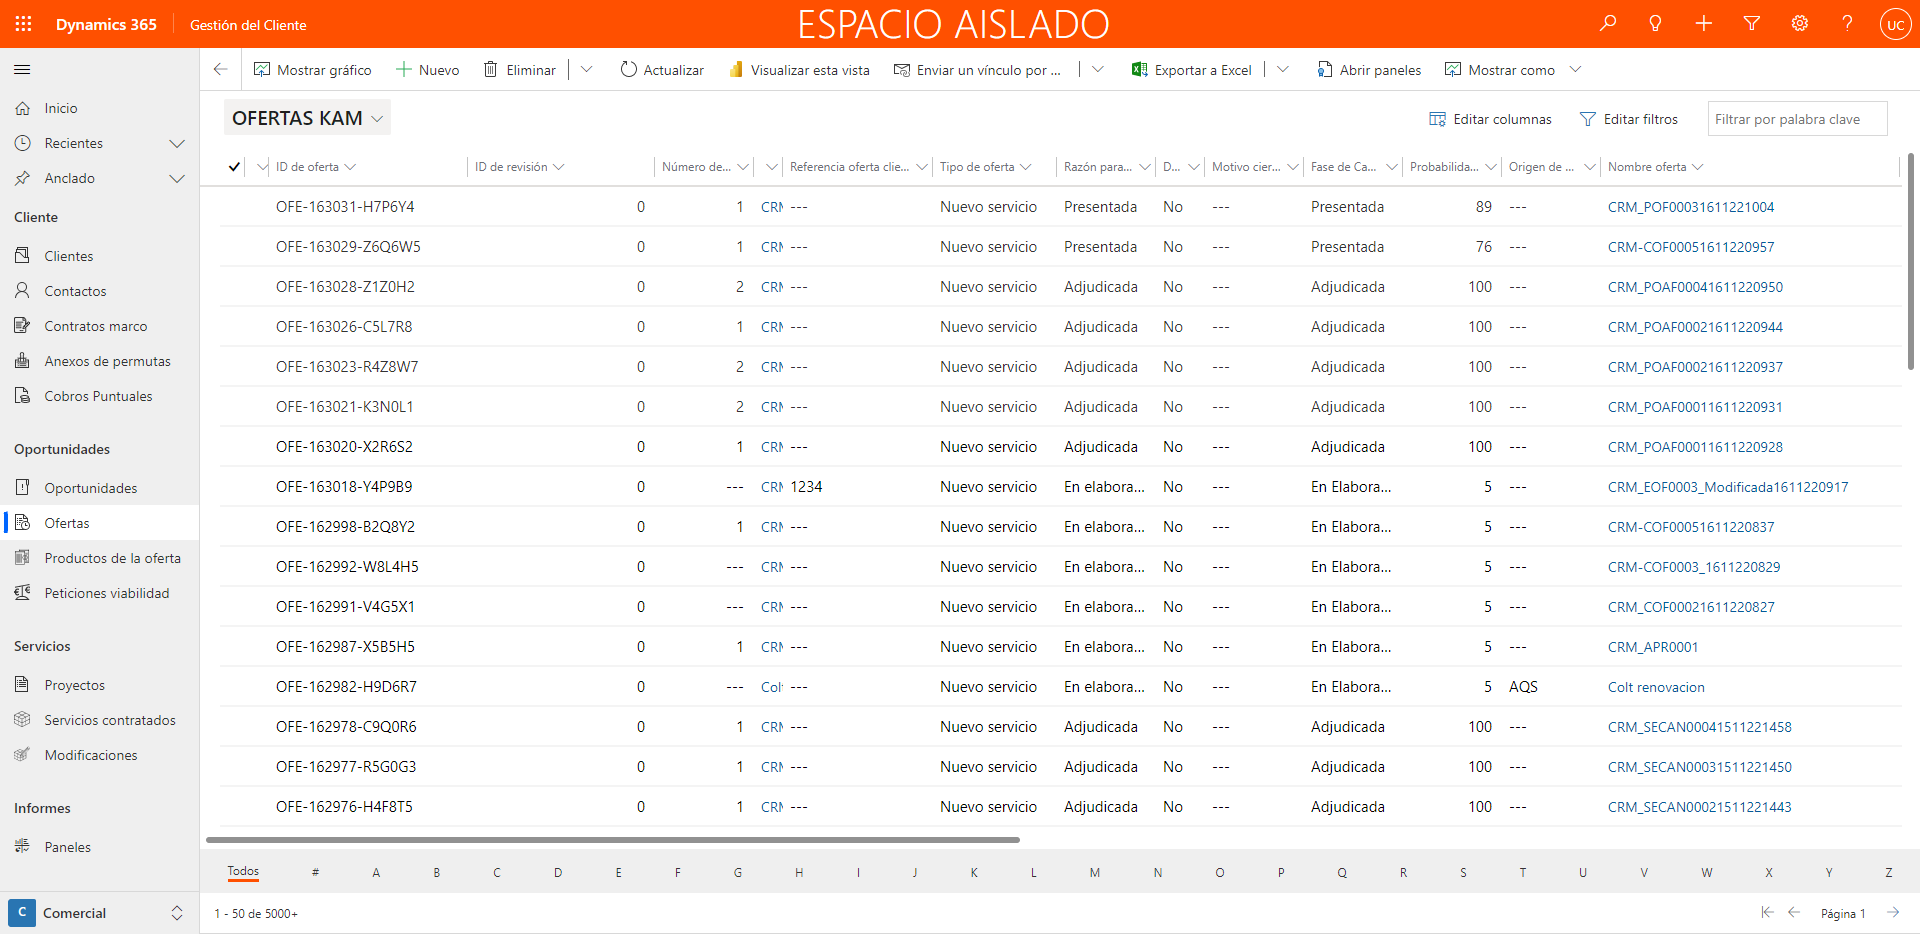 Dynamics 365 Gestión del Cliente ESPACIO AISLADO UC
Mostrar gráfico Nuevo Eliminar Actualizar Visualizar esta vista Enviar un vínculo por ... Exportar a Excel Abrir paneles Mostrar como
Inicio
Recientes
Anclado
Cliente
Clientes
Contactos
Contratos marco
Anexos de permutas
Cobros Puntuales
Oportunidades
Oportunidades
Ofertas
Productos de la oferta
Peticiones viabilidad
Servicios
Proyectos
Servicios contratados
Modificaciones
Informes
Paneles
C Comercial
OFERTAS KAM Editar columnas Editar filtros Filtrar por palabra clave
ID de oferta ID de revisión Número de... Referencia oferta clie... Tipo de oferta Razón para... D... Motivo cier... Fase de Ca... Probabilida... Origen de ... Nombre oferta
OFE-163031-H7P6Y4 0 1 CRM --- Nuevo servicio Presentada No --- Presentada 89 --- CRM_POF00031611221004
OFE-163029-Z6Q6W5 0 1 CRM --- Nuevo servicio Presentada No --- Presentada 76 --- CRM-COF00051611220957
OFE-163028-Z1Z0H2 0 2 CRM --- Nuevo servicio Adjudicada No --- Adjudicada 100 --- CRM_POAF00041611220950
OFE-163026-C5L7R8 0 1 CRM --- Nuevo servicio Adjudicada No --- Adjudicada 100 --- CRM_POAF00021611220944
OFE-163023-R4Z8W7 0 2 CRM --- Nuevo servicio Adjudicada No --- Adjudicada 100 --- CRM_POAF00021611220937
OFE-163021-K3N0L1 0 2 CRM --- Nuevo servicio Adjudicada No --- Adjudicada 100 --- CRM_POAF00011611220931
OFE-163020-X2R6S2 0 1 CRM --- Nuevo servicio Adjudicada No --- Adjudicada 100 --- CRM_POAF00011611220928
OFE-163018-Y4P9B9 0 --- CRM 1234 Nuevo servicio En elabora... No --- En Elabora... 5 --- CRM_EOF0003_Modificada1611220917
OFE-162998-B2Q8Y2 0 1 CRM --- Nuevo servicio En elabora... No --- En Elabora... 5 --- CRM-COF00051611220837
OFE-162992-W8L4H5 0 --- CRM --- Nuevo servicio En elabora... No --- En Elabora... 5 --- CRM-COF0003_1611220829
OFE-162991-V4G5X1 0 --- CRM --- Nuevo servicio En elabora... No --- En Elabora... 5 --- CRM_COF00021611220827
OFE-162987-X5B5H5 0 1 CRM --- Nuevo servicio En elabora... No --- En Elabora... 5 --- CRM_APR0001
OFE-162982-H9D6R7 0 --- Col --- Nuevo servicio En elabora... No --- En Elabora... 5 AQS Colt renovacion
OFE-162978-C9Q0R6 0 1 CRM --- Nuevo servicio Adjudicada No --- Adjudicada 100 --- CRM_SECAN00041511221458
OFE-162977-R5G0G3 0 1 CRM --- Nuevo servicio Adjudicada No --- Adjudicada 100 --- CRM_SECAN00031511221450
OFE-162976-H4F8T5 0 1 CRM --- Nuevo servicio Adjudicada No --- Adjudicada 100 --- CRM_SECAN00021511221443
Todos # A B C D E F G H I J K L M N O P Q R S T U V W X Y Z
1 - 50 de 5000+ Página 1